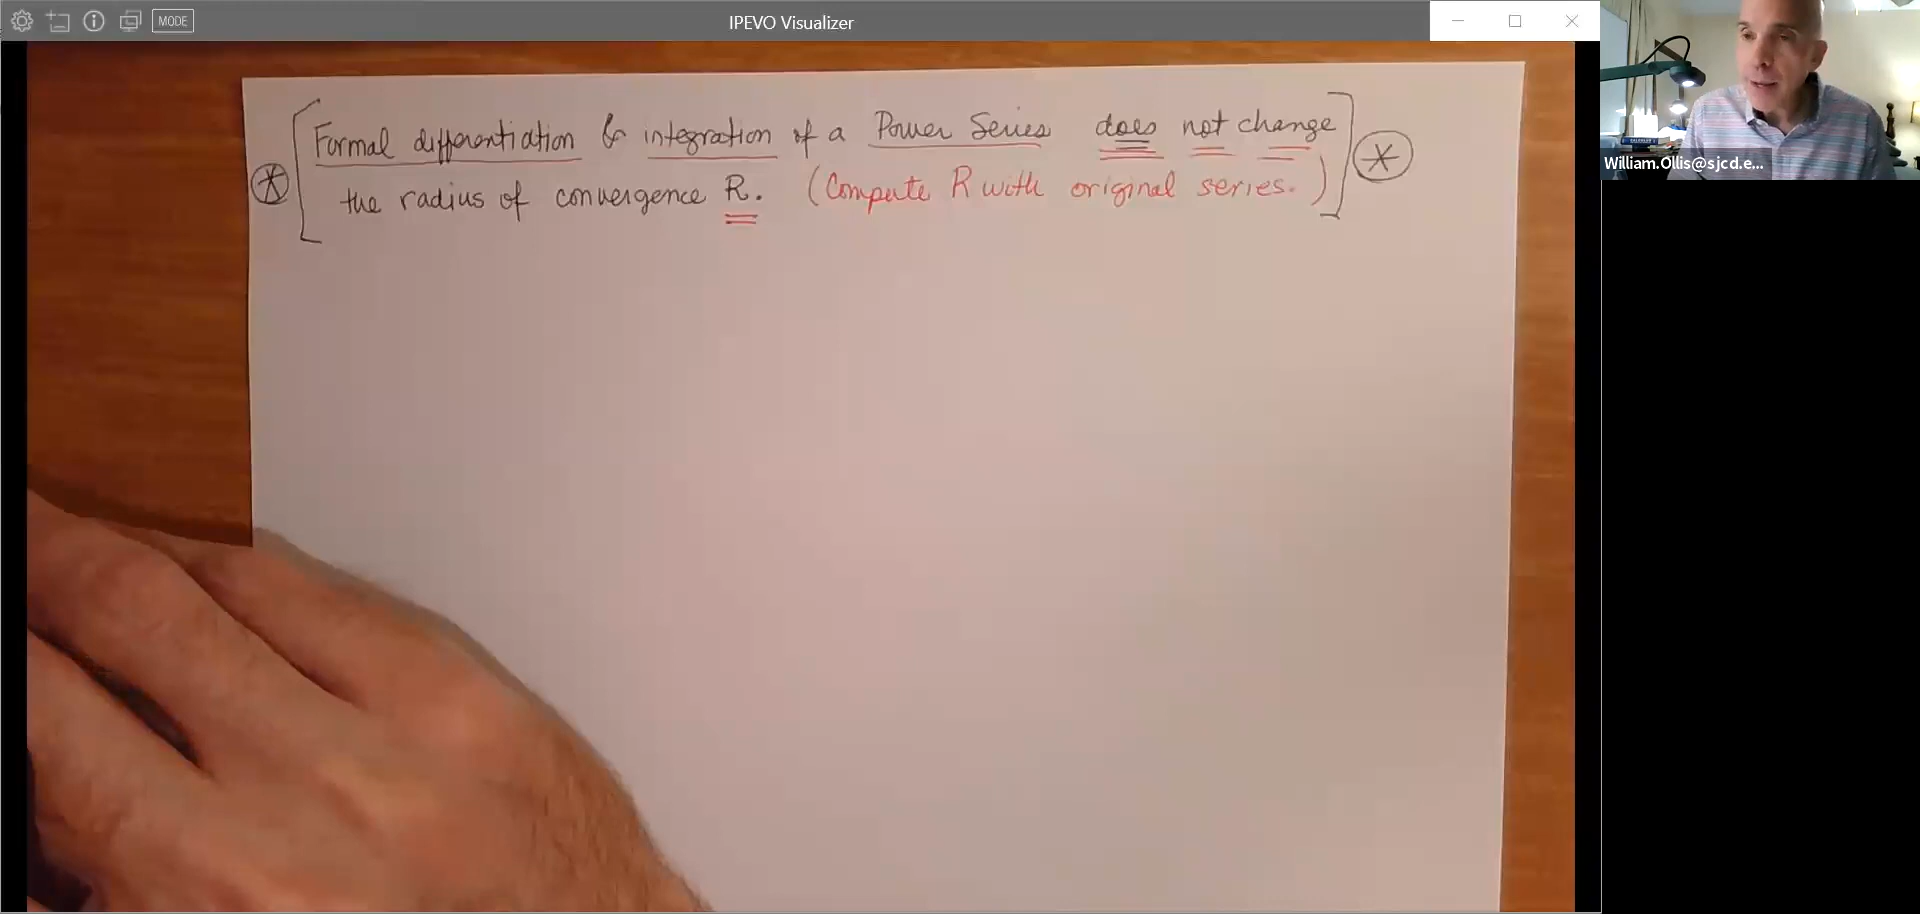 MODE
IPEVO Visualizer
[Formal differentiation & integration of a Power Series does not change
the radius of convergence R. (Compute R with original series.)]
William.Ollis@sjcd.e...